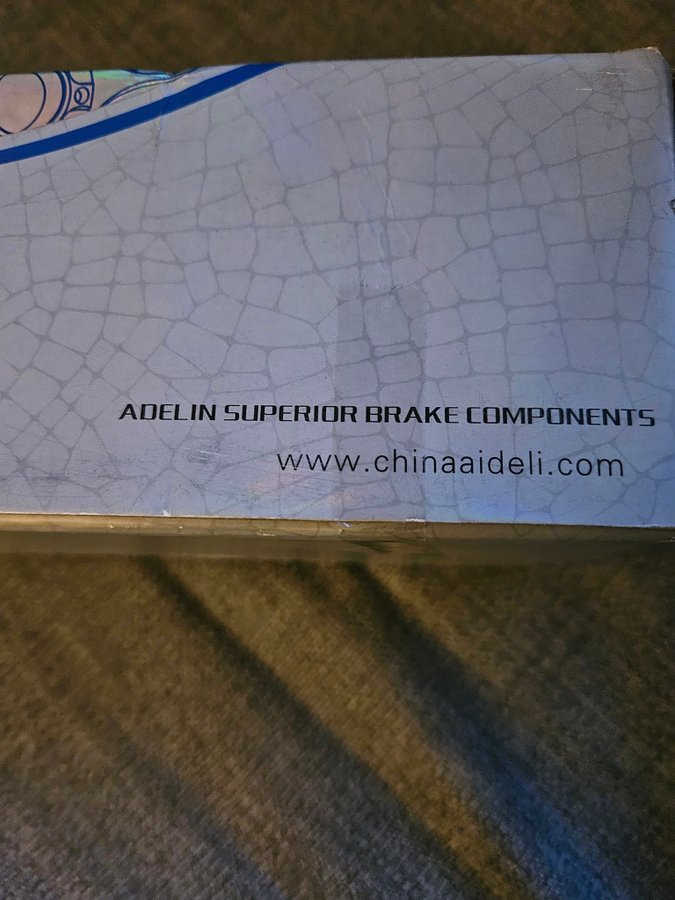 ADELIN SUPERIOR BRAKE COMPONENTS
www.chinaaideli.com